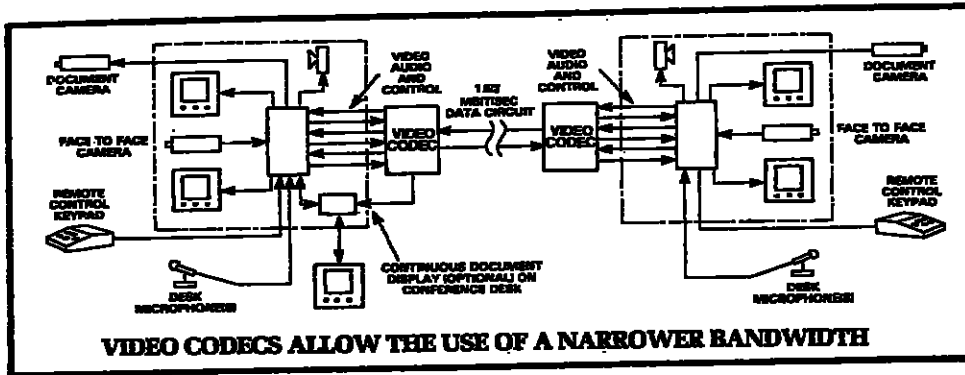 DOCUMENT
CAMERA
FACE TO FACE
CAMERA
REMOTE
CONTROL
KEYPAD
DESK
MICROPHONE(S)
VIDEO
AUDIO
AND
CONTROL
VIDEO
CODEC
MBIT/SEC
DATA CIRCUIT
CONTINUOUS DOCUMENT
DISPLAY (OPTIONAL) ON
CONFERENCE DESK
VIDEO
AUDIO
AND
CONTROL
VIDEO
CODEC
DOCUMENT
CAMERA
FACE TO FACE
CAMERA
REMOTE
CONTROL
KEYPAD
DESK
MICROPHONE(S)
VIDEO CODECS ALLOW THE USE OF A NARROWER BANDWIDTH